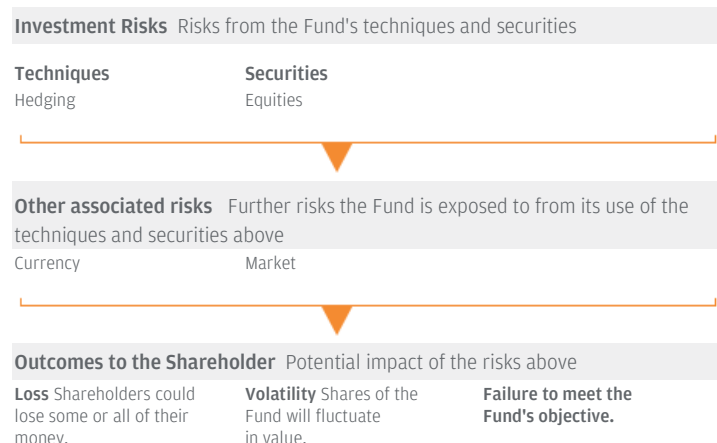 Investment Risks Risks from the Fund's techniques and securities
Techniques Securities
Hedging Equities
Other associated risks Further risks the Fund is exposed to from its use of the
techniques and securities above
Currency Market
Outcomes to the Shareholder Potential impact of the risks above
Loss Shareholders could
lose some or all of their
money.
Volatility Shares of the
Fund will fluctuate
in value.
Failure to meet the
Fund's objective.